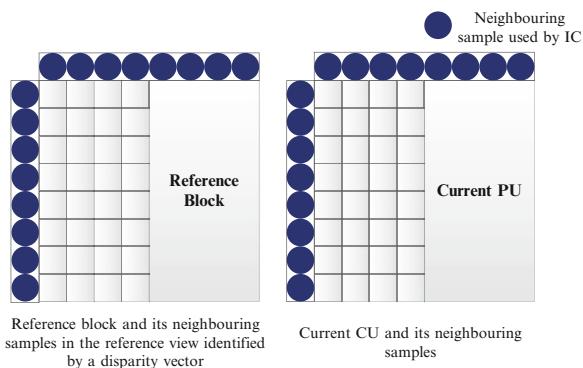 Neighbouring
sample used by IC
Reference
Block
Current PU
Reference block and its neighbouring
samples in the reference view identified
by a disparity vector
Current CU and its neighbouring
samples